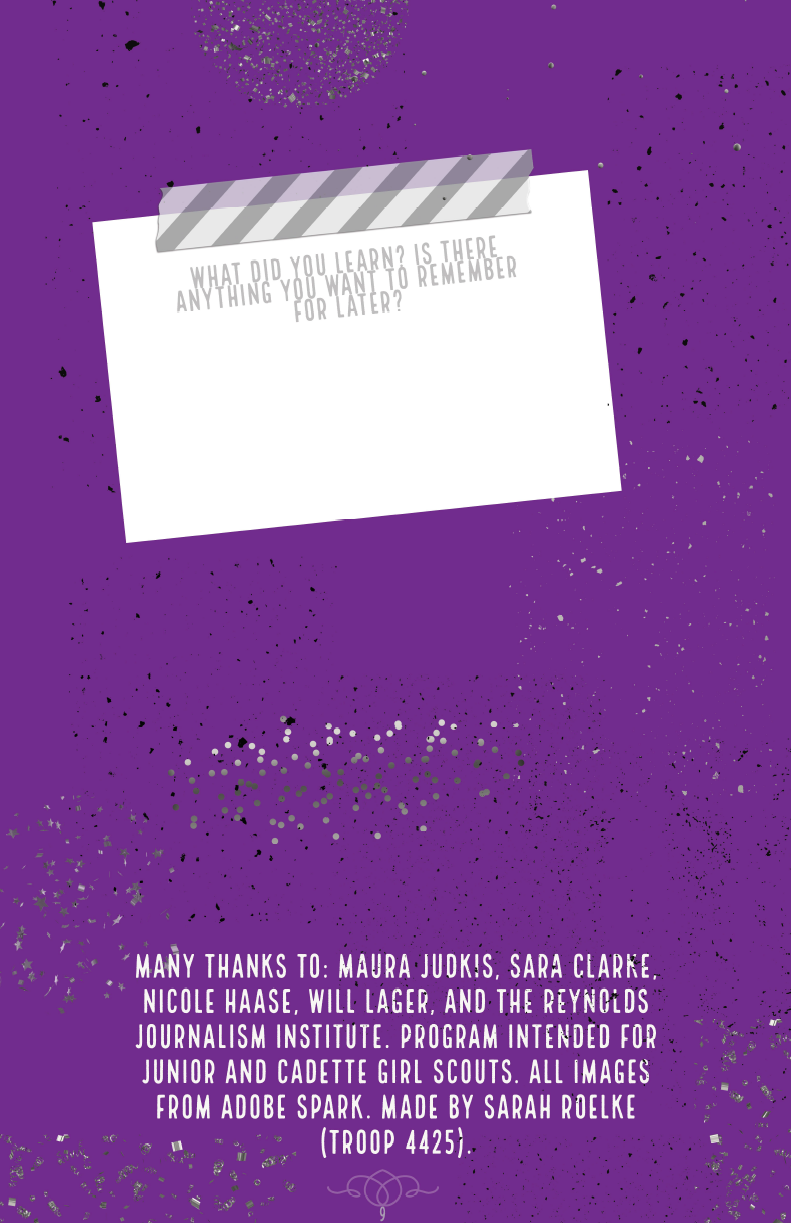 WHAT DID YOU LEARN? IS THERE
ANYTHING YOU WANT TO REMEMBER
FOR LATER?
MANY THANKS TO: MAURA JUDKIS, SARA CLARKE,
NICOLE HAASE, WILL LAGER, AND THE REYNOLDS
JOURNALISM INSTITUTE. PROGRAM INTENDED FOR
JUNIOR AND CADETTE GIRL SCOUTS. ALL IMAGES
FROM ADOBE SPARK. MADE BY SARAH ROELKE
(TROOP 4425).
9